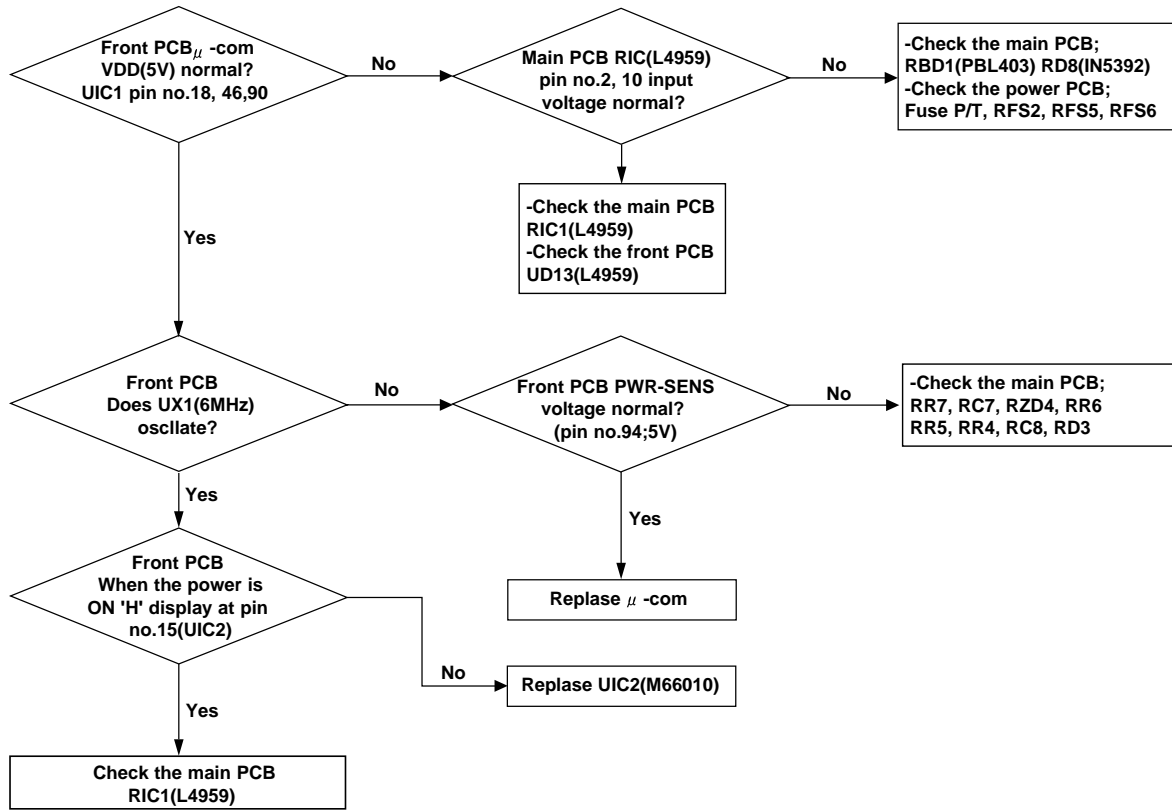 Front PCB μ -com
VDD(5V) normal?
UIC1 pin no.18, 46,90
No
Main PCB RIC(L4959)
pin no.2, 10 input
voltage normal?
No
-Check the main PCB;
RBD1(PBL403) RD8(IN5392)
-Check the power PCB;
Fuse P/T, RFS2, RFS5, RFS6
-Check the main PCB
RIC1(L4959)
-Check the front PCB
UD13(L4959)
Yes
Front PCB
Does UX1(6MHz)
oscllate?
No
Front PCB PWR-SENS
voltage normal?
(pin no.94;5V)
No
-Check the main PCB;
RR7, RC7, RZD4, RR6
RR5, RR4, RC8, RD3
Yes
Yes
Front PCB
When the power is
ON 'H' display at pin
no.15(UIC2)
Replase μ -com
No
Replase UIC2(M66010)
Yes
Check the main PCB
RIC1(L4959)